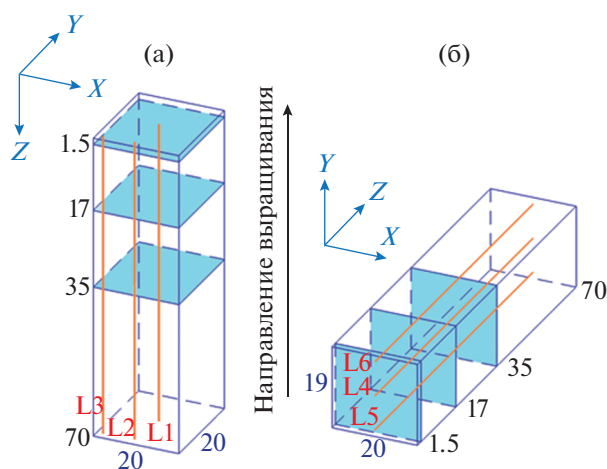 (а)
Y
X
Z
1.5
17
35
70
L3
L2
L1
20
20
Направление выращивания
(б)
Y
Z
X
70
35
17
1.5
19
L6
L4
L5
20